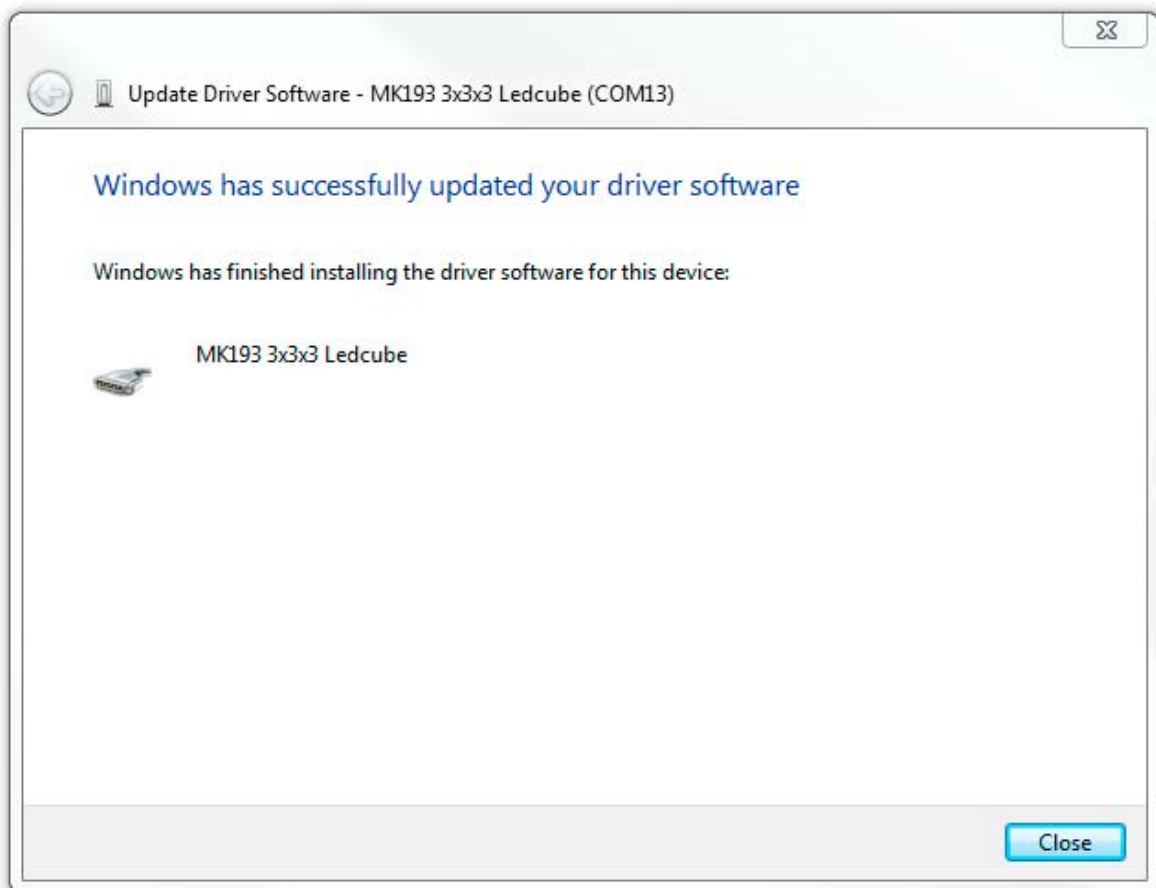 Update Driver Software - MK193 3x3x3 Ledcube (COM13)
Windows has successfully updated your driver software
Windows has finished installing the driver software for this device:
MK193 3x3x3 Ledcube
Close